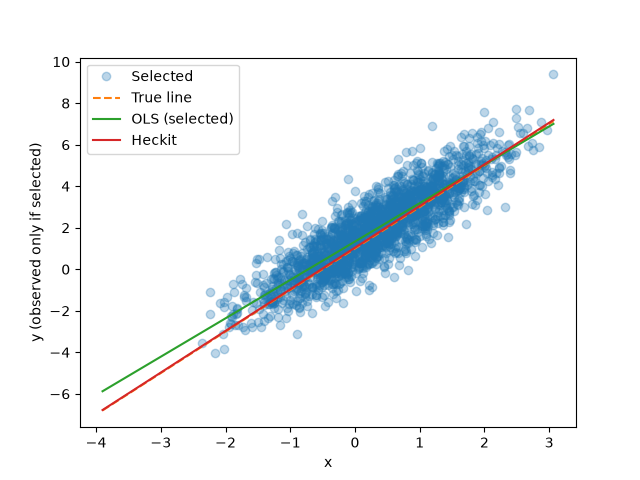 10
8
6
4
2
0
−2
−4
−6
y (observed only if selected)
Selected
True line
OLS (selected)
Heckit
−4 −3 −2 −1 0 1 2 3
x